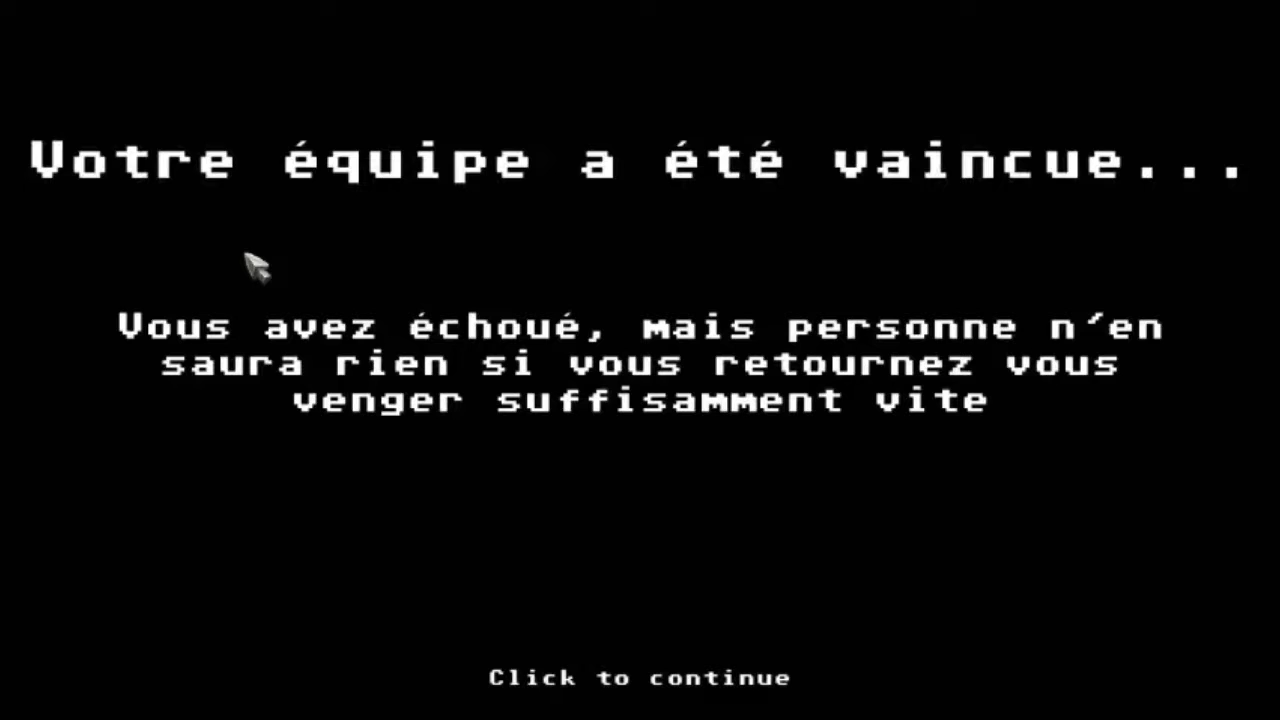 Votre équipe a été vaincue...
Vous avez échoué, mais personne n'en
saura rien si vous retournez vous
venger suffisamment vite
Click to continue